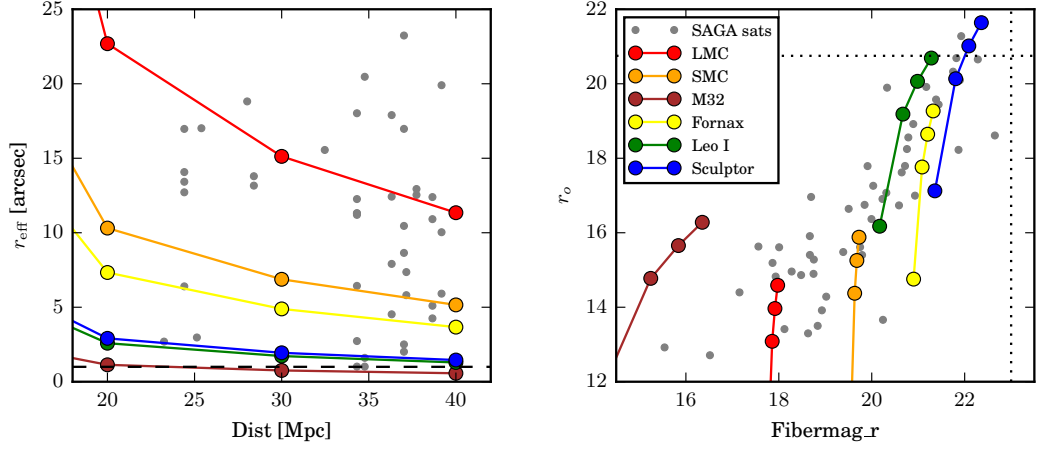 25
20
15
10
5
0
r_eff [arcsec]
20
25
30
35
40
Dist [Mpc]
22
20
18
16
14
12
r_o
16
18
20
22
Fibermag_r
SAGA sats
LMC
SMC
M32
Fornax
Leo I
Sculptor